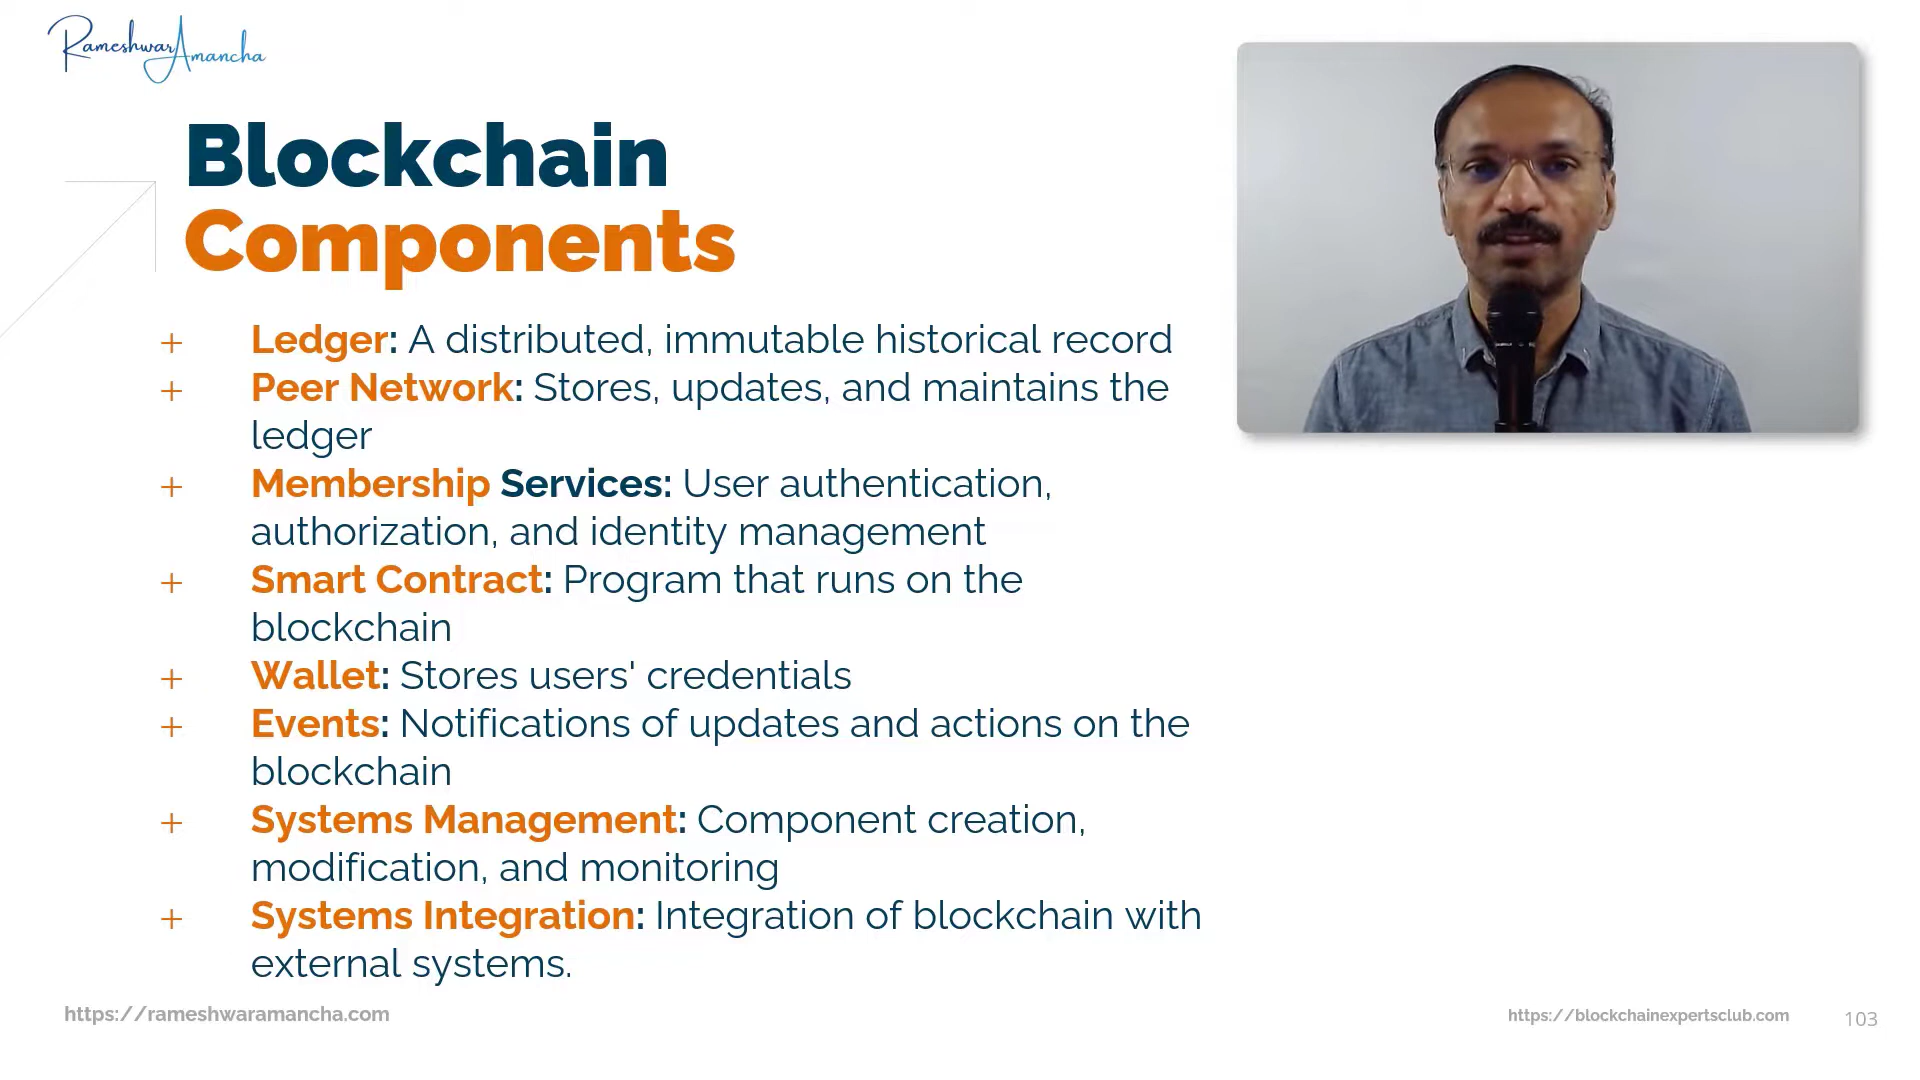 Rameshwar Amancha
Blockchain
Components
+ Ledger: A distributed, immutable historical record
+ Peer Network: Stores, updates, and maintains the
ledger
+ Membership Services: User authentication,
authorization, and identity management
+ Smart Contract: Program that runs on the
blockchain
+ Wallet: Stores users' credentials
+ Events: Notifications of updates and actions on the
blockchain
+ Systems Management: Component creation,
modification, and monitoring
+ Systems Integration: Integration of blockchain with
external systems.
https://rameshwaramancha.com
https://blockchainexpertsclub.com
103